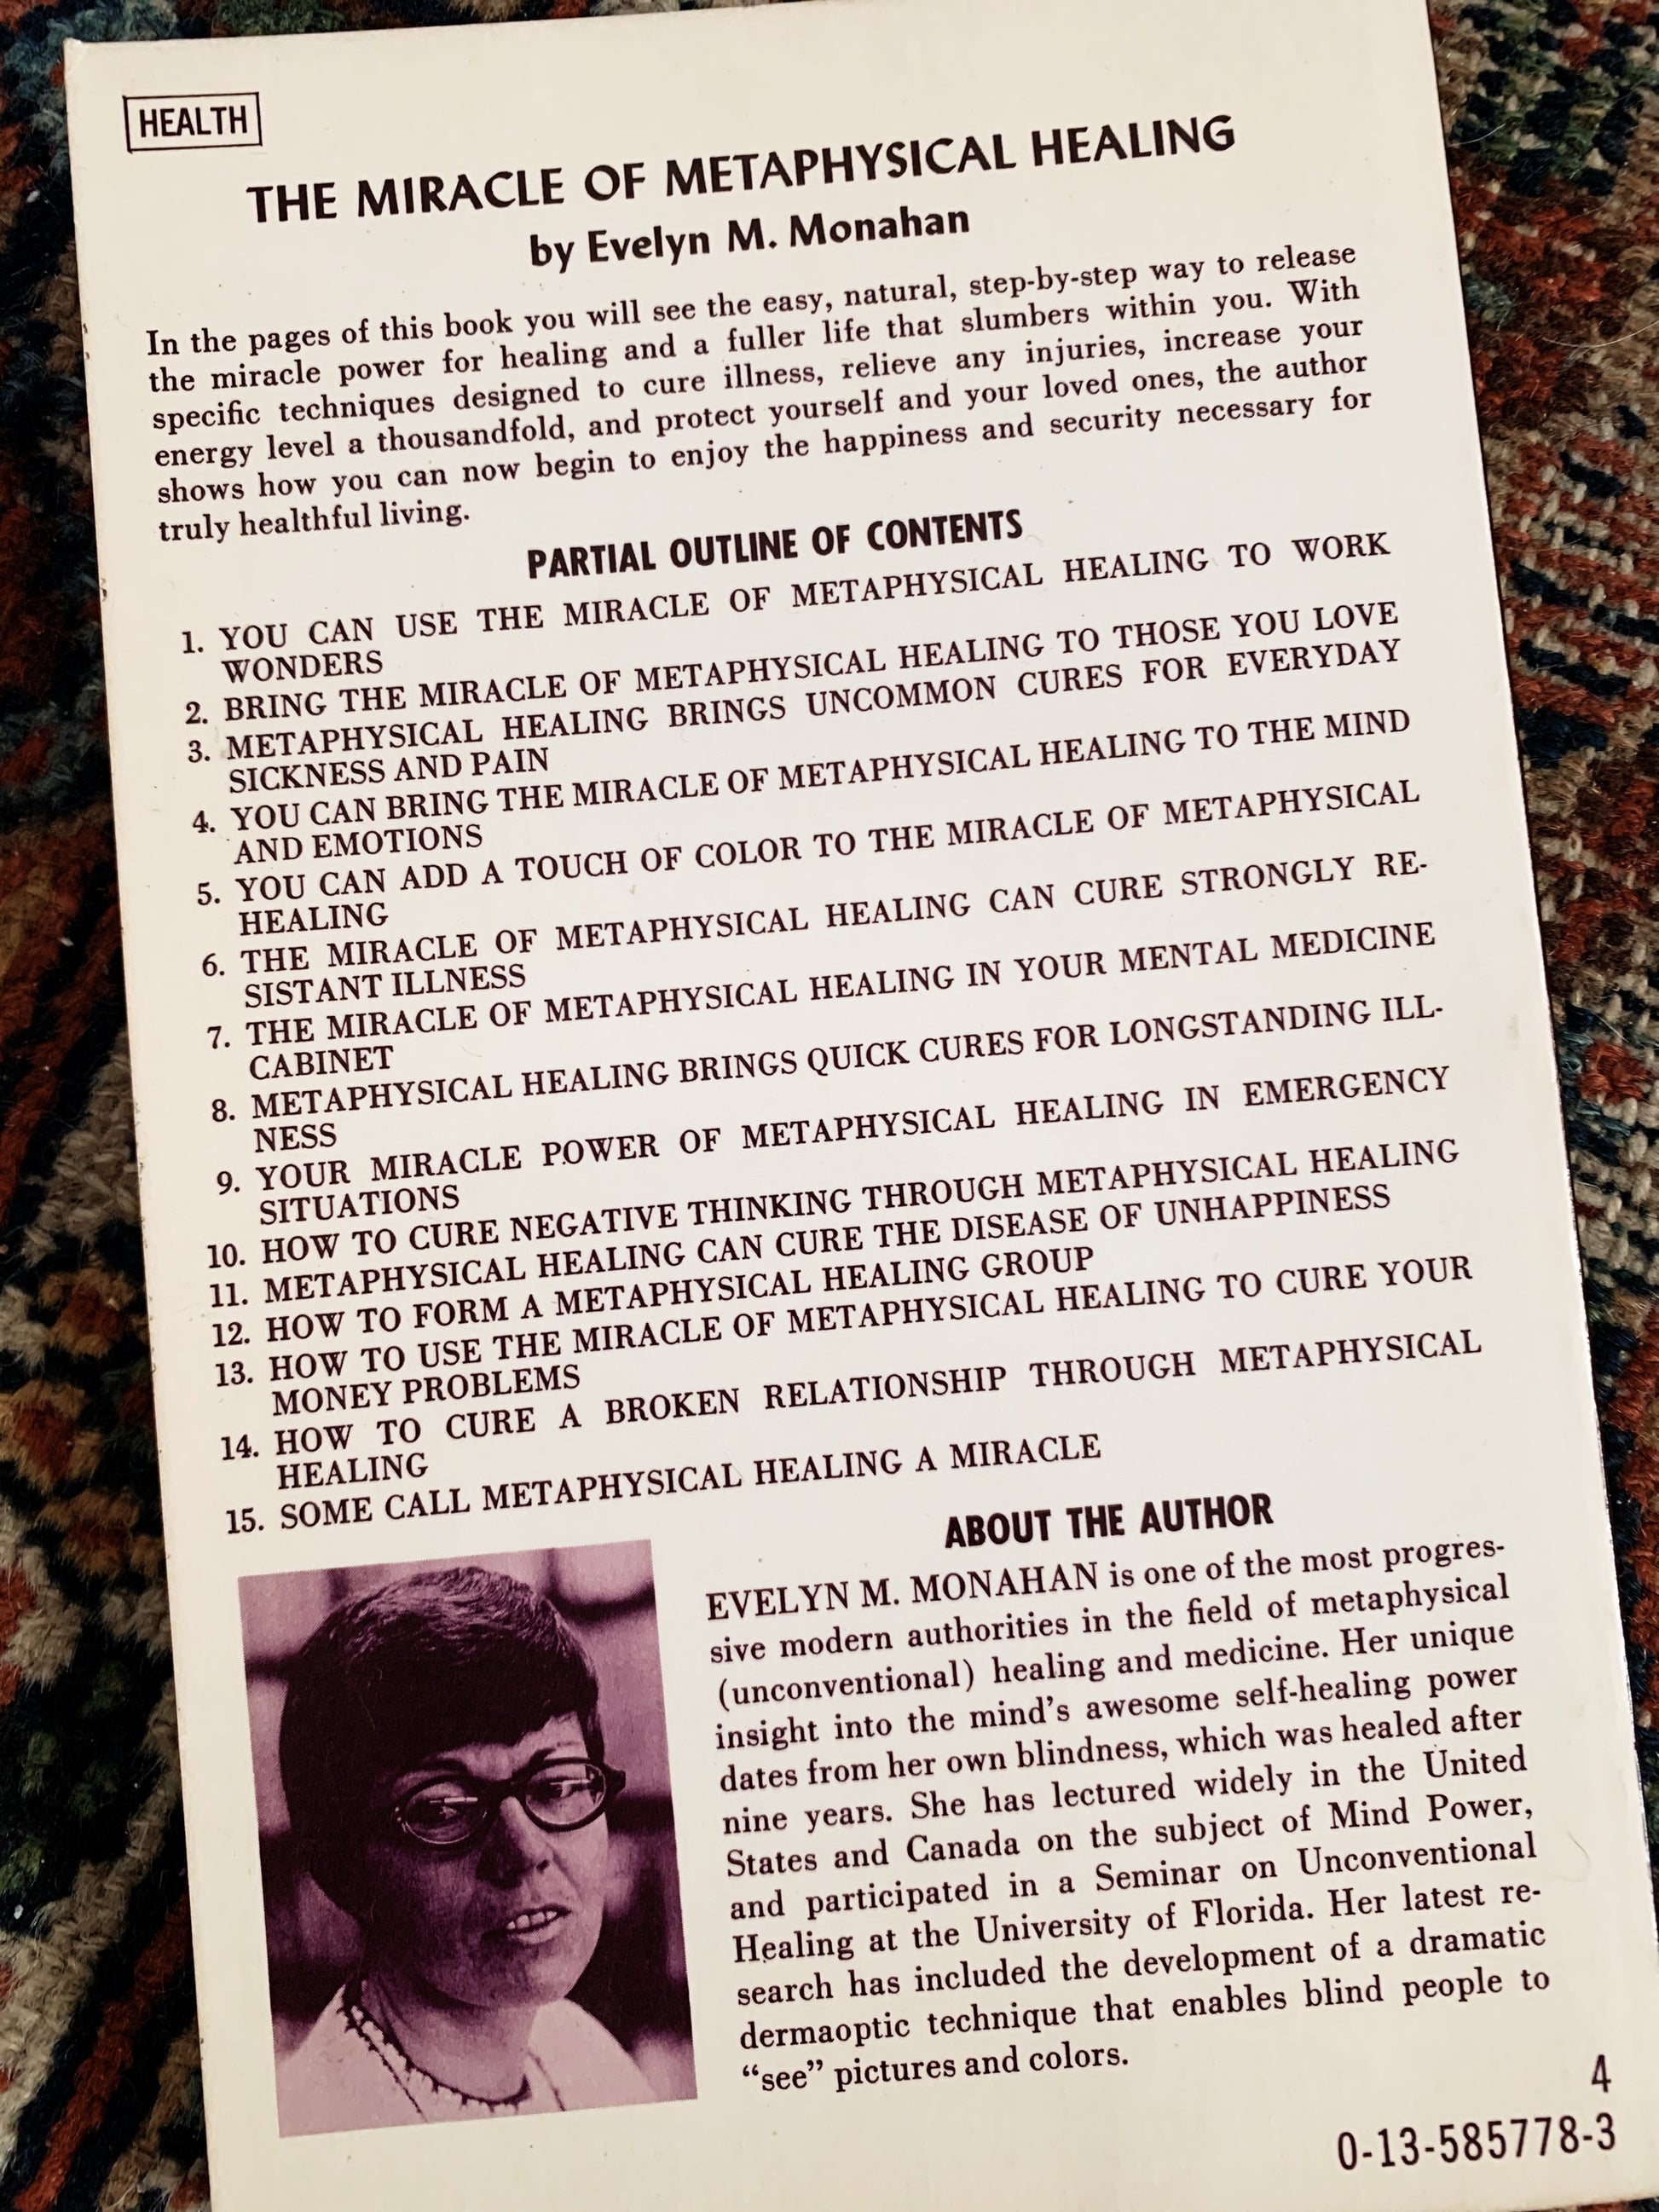 HEALTH
THE MIRACLE OF METAPHYSICAL HEALING
by Evelyn M. Monahan
In the pages of this book you will see the easy, natural, step-by-step way to release
the miracle power for healing and a fuller life that slumbers within you. With
specific techniques designed to cure illness, relieve any injuries, increase your
energy level a thousandfold, and protect yourself and your loved ones, the author
shows how you can now begin to enjoy the happiness and security necessary for
truly healthful living.
PARTIAL OUTLINE OF CONTENTS
1. YOU CAN USE THE MIRACLE OF METAPHYSICAL HEALING TO WORK
WONDERS
2. BRING THE MIRACLE OF METAPHYSICAL HEALING TO THOSE YOU LOVE
3. METAPHYSICAL HEALING BRINGS UNCOMMON CURES FOR EVERYDAY
SICKNESS AND PAIN
4. YOU CAN BRING THE MIRACLE OF METAPHYSICAL HEALING TO THE MIND
AND EMOTIONS
5. YOU CAN ADD A TOUCH OF COLOR TO THE MIRACLE OF METAPHYSICAL
HEALING
6. THE MIRACLE OF METAPHYSICAL HEALING CAN CURE STRONGLY RE-
SISTANT ILLNESS
7. THE MIRACLE OF METAPHYSICAL HEALING IN YOUR MENTAL MEDICINE
CABINET
8. METAPHYSICAL HEALING BRINGS QUICK CURES FOR LONGSTANDING ILL-
NESS
9. YOUR MIRACLE POWER OF METAPHYSICAL HEALING IN EMERGENCY
SITUATIONS
10. HOW TO CURE NEGATIVE THINKING THROUGH METAPHYSICAL HEALING
11. METAPHYSICAL HEALING CAN CURE THE DISEASE OF UNHAPPINESS
12. HOW TO FORM A METAPHYSICAL HEALING GROUP
13. HOW TO USE THE MIRACLE OF METAPHYSICAL HEALING TO CURE YOUR
MONEY PROBLEMS
14. HOW TO CURE A BROKEN RELATIONSHIP THROUGH METAPHYSICAL
HEALING
15. SOME CALL METAPHYSICAL HEALING A MIRACLE
ABOUT THE AUTHOR
EVELYN M. MONAHAN is one of the most progres-
sive modern authorities in the field of metaphysical
(unconventional) healing and medicine. Her unique
insight into the mind's awesome self-healing power
dates from her own blindness, which was healed after
nine years. She has lectured widely in the United
States and Canada on the subject of Mind Power,
and participated in a Seminar on Unconventional
Healing at the University of Florida. Her latest re-
search has included the development of a dramatic
dermaoptic technique that enables blind people to
“see” pictures and colors.
4
0-13-585778-3